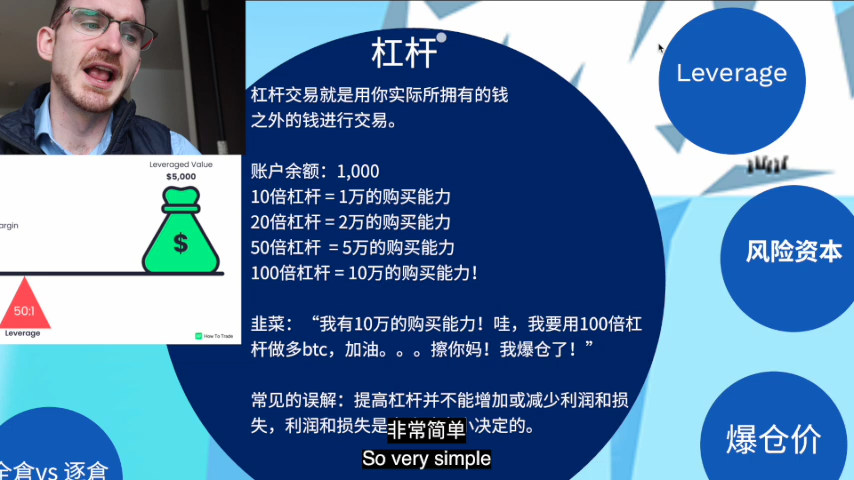 杠杆
杠杆交易就是用你实际所拥有的钱
之外的钱进行交易。
账户余额：1,000
10倍杠杆 = 1万的购买能力
20倍杠杆 = 2万的购买能力
50倍杠杆 = 5万的购买能力
100倍杠杆 = 10万的购买能力！
韭菜：“我有10万的购买能力！哇，我要用100倍杠
杆做多btc，加油。。。擦你妈！我爆仓了！”
常见的误解：提高杠杆并不能增加或减少利润和损
失，利润和损失是 决定的。
非常简单
So very simple
Leverage
风险资本
爆仓价
全倉vs 逐倉
Leveraged Value
$5,000
$
50:1
Leverage
How To Trade